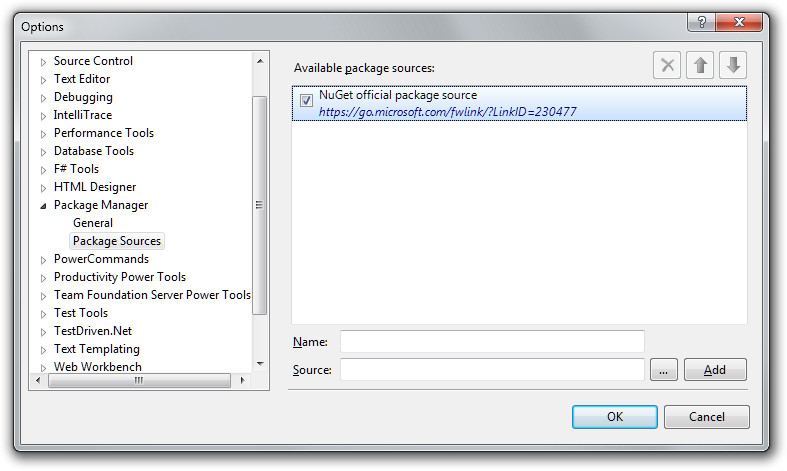 Options
Source Control
Text Editor
Debugging
IntelliTrace
Performance Tools
Database Tools
F# Tools
HTML Designer
Package Manager
General
Package Sources
PowerCommands
Productivity Power Tools
Team Foundation Server Power Tools
Test Tools
TestDriven.Net
Text Templating
Web Workbench
Available package sources:
NuGet official package source
https://go.microsoft.com/fwlink/?LinkID=230477
Name:
Source:
...
Add
OK
Cancel